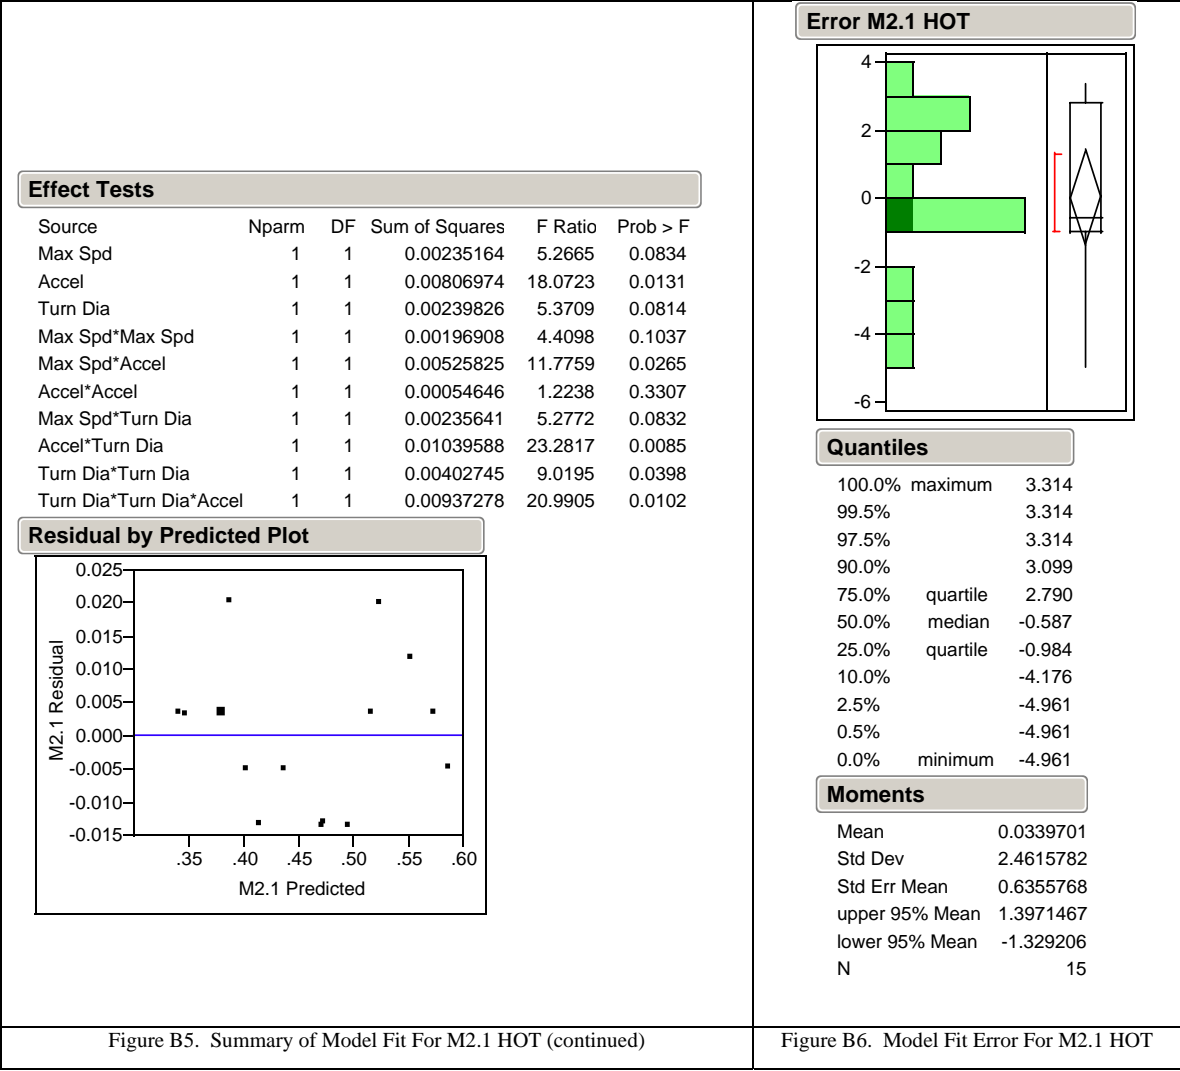 Effect Tests
Source Nparm DF Sum of Squares F Ratio Prob > F
Max Spd 1 1 0.00235164 5.2665 0.0834
Accel 1 1 0.00806974 18.0723 0.0131
Turn Dia 1 1 0.00239826 5.3709 0.0814
Max Spd*Max Spd 1 1 0.00196908 4.4098 0.1037
Max Spd*Accel 1 1 0.00525825 11.7759 0.0265
Accel*Accel 1 1 0.00054646 1.2238 0.3307
Max Spd*Turn Dia 1 1 0.00235641 5.2772 0.0832
Accel*Turn Dia 1 1 0.01039588 23.2817 0.0085
Turn Dia*Turn Dia 1 1 0.00402745 9.0195 0.0398
Turn Dia*Turn Dia*Accel 1 1 0.00937278 20.9905 0.0102
Residual by Predicted Plot
0.025
0.020
0.015
0.010
0.005
0.000
-0.005
-0.010
-0.015
M2.1 Residual
.35 .40 .45 .50 .55 .60
M2.1 Predicted
Figure B5. Summary of Model Fit For M2.1 HOT (continued)
Error M2.1 HOT
4
2
0
-2
-4
-6
Quantiles
100.0% maximum 3.314
99.5% 3.314
97.5% 3.314
90.0% 3.099
75.0% quartile 2.790
50.0% median -0.587
25.0% quartile -0.984
10.0% -4.176
2.5% -4.961
0.5% -4.961
0.0% minimum -4.961
Moments
Mean 0.0339701
Std Dev 2.4615782
Std Err Mean 0.6355768
upper 95% Mean 1.3971467
lower 95% Mean -1.329206
N 15
Figure B6. Model Fit Error For M2.1 HOT